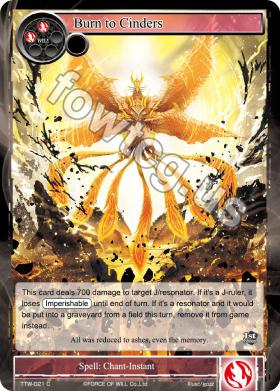 Burn to Cinders
WILL
fowtcg.us
This card deals 700 damage to target J/resonator. If it's a J-ruler, it
loses Imperishable until end of turn. If it's a resonator and it would
be put into a graveyard from a field this turn, remove it from game
instead.
1st
All was reduced to ashes, even the memory.
Spell: Chant-Instant
TTW-021 C
©FORCE OF WILL Co.,Ltd.